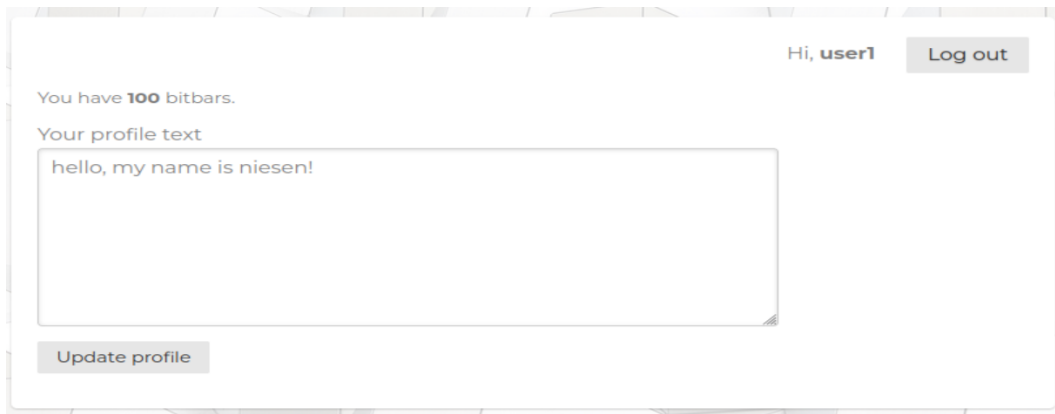 Hi, user1 Log out
You have 100 bitbars.
Your profile text
hello, my name is niesen!
Update profile